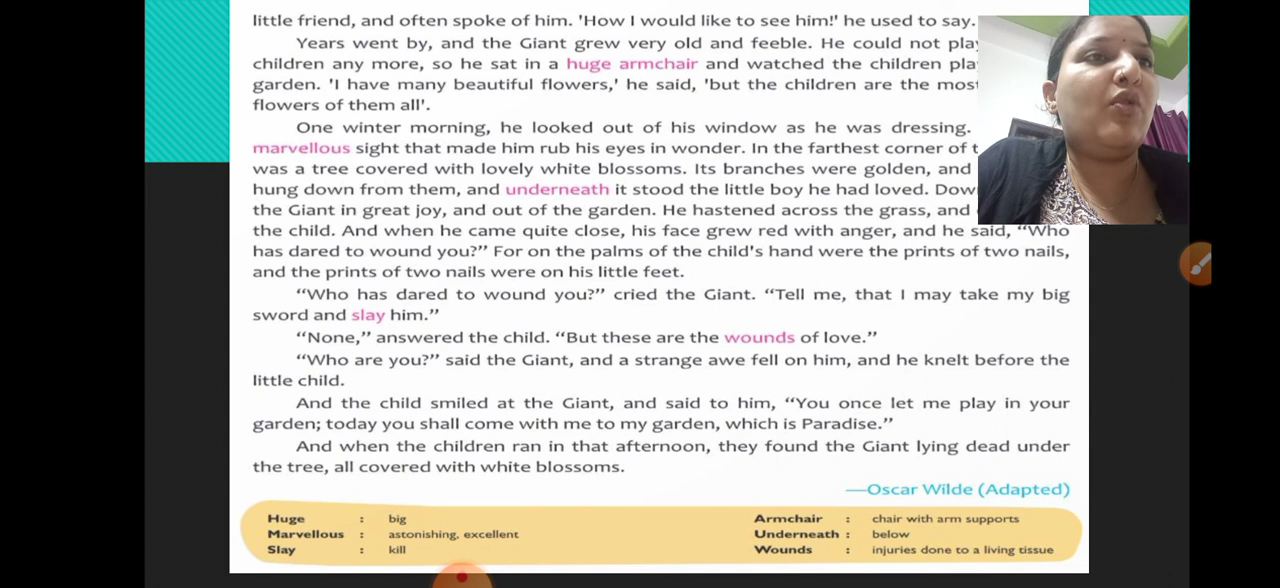 little friend, and often spoke of him. 'How I would like to see him!' he used to say.
Years went by, and the Giant grew very old and feeble. He could not
children any more, so he sat in a huge armchair and watched the children
garden. 'I have many beautiful flowers,' he said, 'but the children are the most
flowers of them all'.
One winter morning, he looked out of his window as he was dressing.
marvellous sight that made him rub his eyes in wonder. In the farthest corner of
was a tree covered with lovely white blossoms. Its branches were golden, and
hung down from them, and underneath it stood the little boy he had loved.
the Giant in great joy, and out of the garden. He hastened across the grass, and
the child. And when he came quite close, his face grew red with anger, and he said, “Who
has dared to wound you?” For on the palms of the child's hand were the prints of two nails,
and the prints of two nails were on his little feet.
“Who has dared to wound you?” cried the Giant. “Tell me, that I may take my big
sword and slay him.”
“None,” answered the child. “But these are the wounds of love.”
“Who are you?” said the Giant, and a strange awe fell on him, and he knelt before the
little child.
And the child smiled at the Giant, and said to him, “You once let me play in your
garden; today you shall come with me to my garden, which is Paradise.”
And when the children ran in that afternoon, they found the Giant lying dead under
the tree, all covered with white blossoms.
—Oscar Wilde (Adapted)
Huge : big Armchair : chair with arm supports
Marvellous : astonishing, excellent Underneath : below
Slay : kill Wounds : injuries done to a living tissue